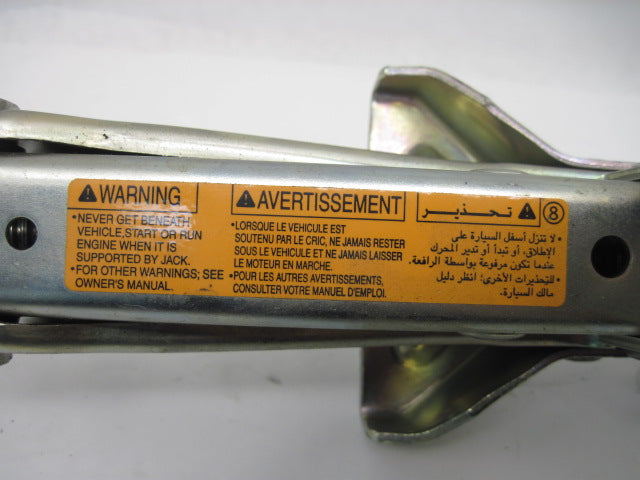 ⚠WARNING
•NEVER GET BENEATH
VEHICLE,START OR RUN
ENGINE WHEN IT IS
SUPPORTED BY JACK.
•FOR OTHER WARNINGS; SEE
OWNER'S MANUAL.
⚠AVERTISSEMENT
•LORSQUE LE VEHICULE EST
SOUTENU PAR LE CRIC, NE JAMAIS RESTER
SOUS LE VEHICULE ET NE JAMAIS LAISSER
LE MOTEUR EN MARCHE.
•POUR LES AUTRES AVERTISSEMENTS,
CONSULTER VOTRE MANUEL D'EMPLOI.
⚠ تحذير
⑧
•لا تنزل أسفل السيارة على
الإطلاق، أو تبدأ أو تدير الحرك
عندما تكون مرفوعة بواسطة الرافعة.
•للتحذيرات الأخرى؛ انظر دليل
مالك السيارة.